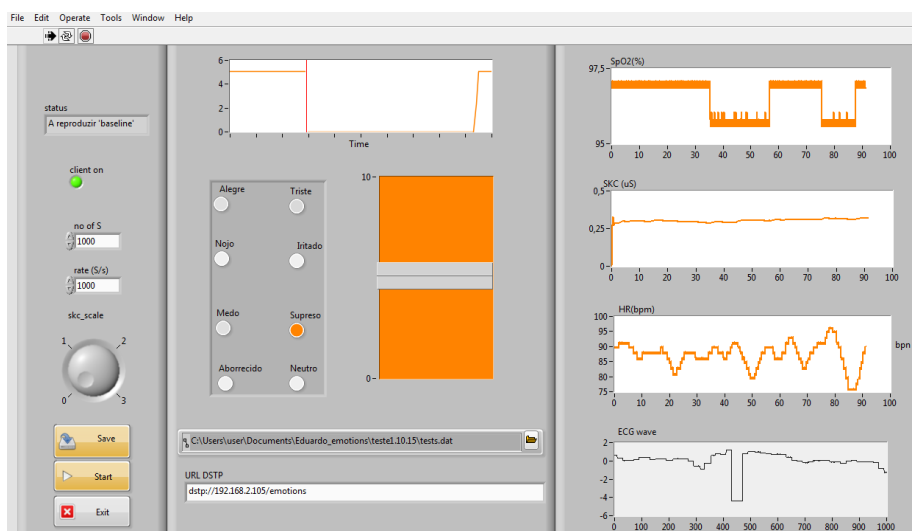 File Edit Operate Tools Window Help
status
A reproduzir 'baseline'
client on
no of S
1000
rate (S/s)
1000
skc_scale
1 2
0 3
Save
Start
Exit
6-
4-
2-
0-
Time
Alegre Triste
Nojo Iritado
Medo Supreso
Aborrecido Neutro
10-
0-
C:\Users\user\Documents\Eduardo_emotions\teste1.10.15\tests.dat
URL DSTP
dstp://192.168.2.105/emotions
SpO2(%)
97,5-
95-
0 10 20 30 40 50 60 70 80 90 100
SKC (uS)
0,5-
0,25-
0-
0 10 20 30 40 50 60 70 80 90 100
HR(bpm)
100-
95-
90-
85-
80-
75-
bpn
0 10 20 30 40 50 60 70 80 90 100
ECG wave
2-
0-
-2-
-4-
-6-
0 100 200 300 400 500 600 700 800 900 1000